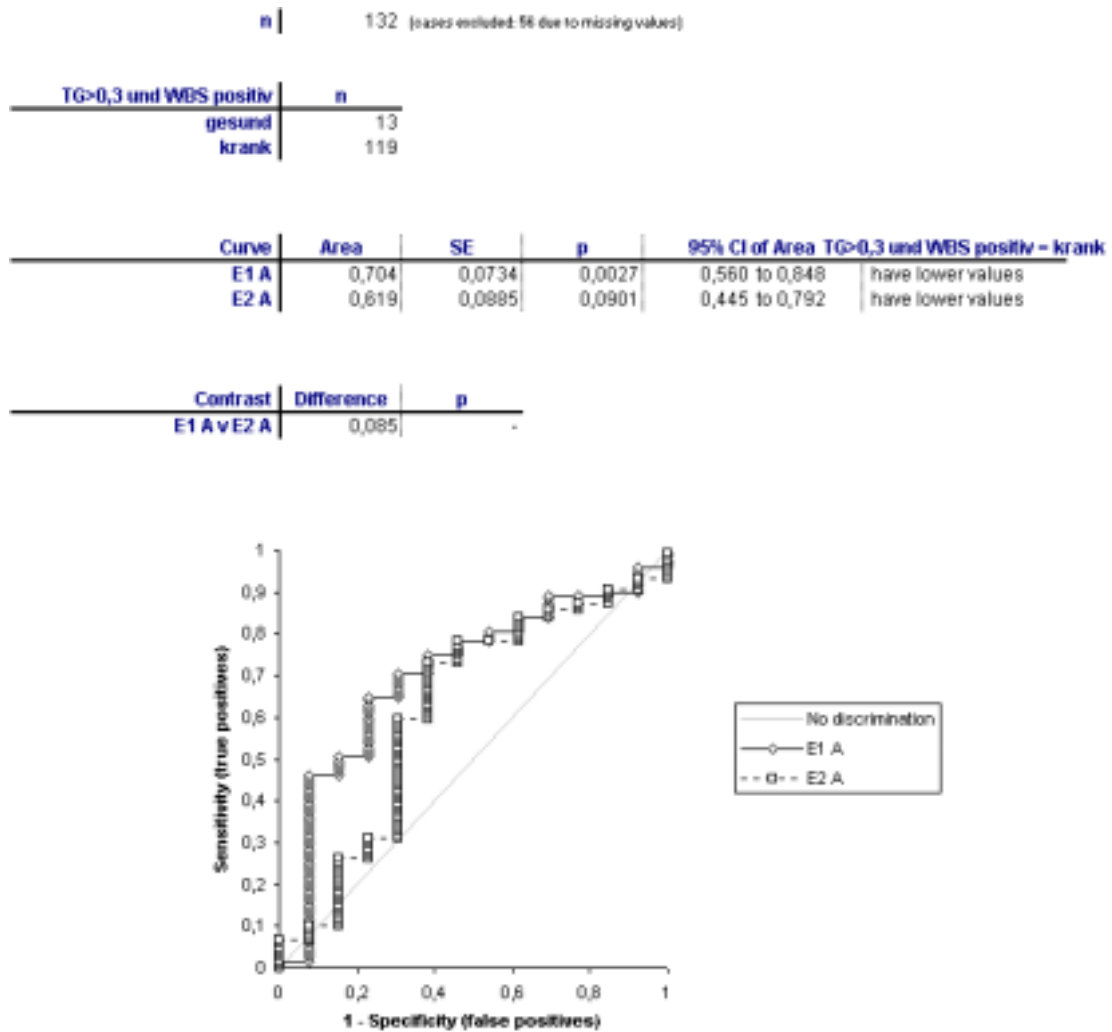 n 132 (cases excluded: 56 due to missing values)
TG>0,3 und WBS positiv n
gesund 13
krank 119
Curve Area SE p 95% CI of Area TG>0,3 und WBS positiv = krank
E1 A 0,704 0,0734 0,0027 0,560 to 0,848 have lower values
E2 A 0,619 0,0885 0,0901 0,445 to 0,792 have lower values
Contrast Difference p
E1 A v E2 A 0,085 -
1
0,9
0,8
0,7
0,6
0,5
0,4
0,3
0,2
0,1
0
Sensitivity (true positives)
0 0,2 0,4 0,6 0,8 1
1 - Specificity (false positives)
No discrimination
E1 A
E2 A